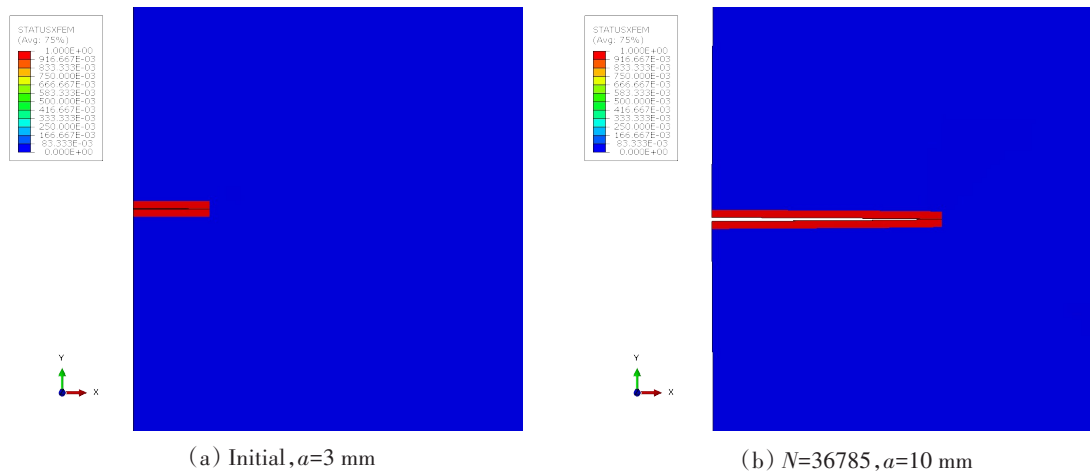 STATUSXFEM
(Avg: 75%)
1.000E+00
916.667E-03
833.333E-03
750.000E-03
666.667E-03
583.333E-03
500.000E-03
416.667E-03
333.333E-03
250.000E-03
166.667E-03
83.333E-03
0.000E+00
Y
X
(a) Initial,a=3 mm
STATUSXFEM
(Avg: 75%)
1.000E+00
916.667E-03
833.333E-03
750.000E-03
666.667E-03
583.333E-03
500.000E-03
416.667E-03
333.333E-03
250.000E-03
166.667E-03
83.333E-03
0.000E+00
Y
X
(b) N=36785,a=10 mm